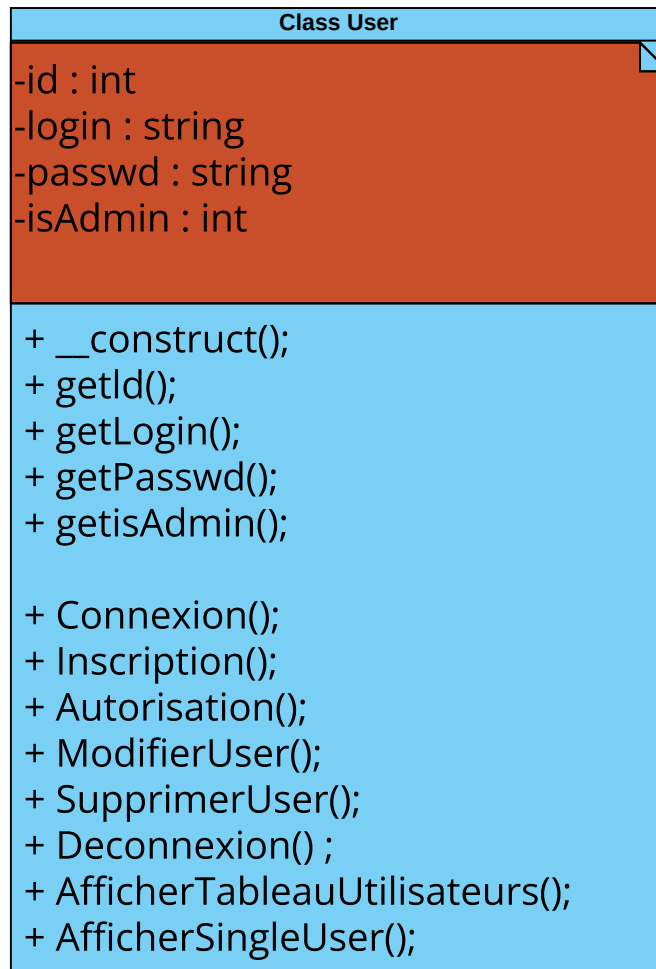 Class User
-id : int
-login : string
-passwd : string
-isAdmin : int
+ __construct();
+ getId();
+ getLogin();
+ getPasswd();
+ getisAdmin();
+ Connexion();
+ Inscription();
+ Autorisation();
+ ModifierUser();
+ SupprimerUser();
+ Deconnexion() ;
+ AfficherTableauUtilisateurs();
+ AfficherSingleUser();